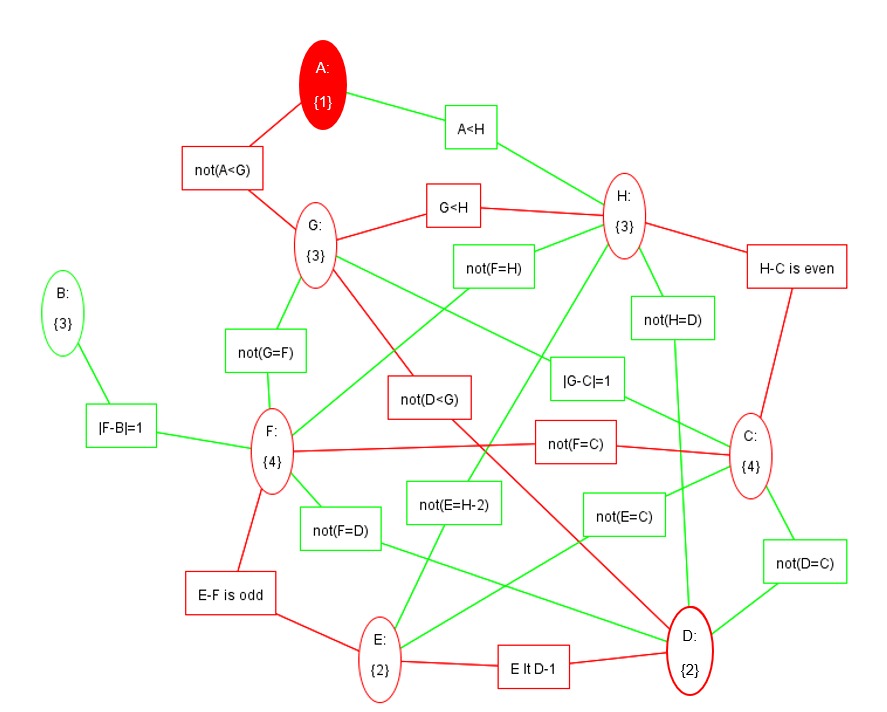 A:
{1}
A<H
not(A<G)
H:
{3}
G<H
G:
{3}
not(F=H)
H-C is even
B:
{3}
not(H=D)
not(G=F)
|G-C|=1
not(D<G)
|F-B|=1
F:
{4}
not(F=C)
C:
{4}
not(E=H-2)
not(E=C)
not(F=D)
not(D=C)
E-F is odd
E:
{2}
E lt D-1
D:
{2}